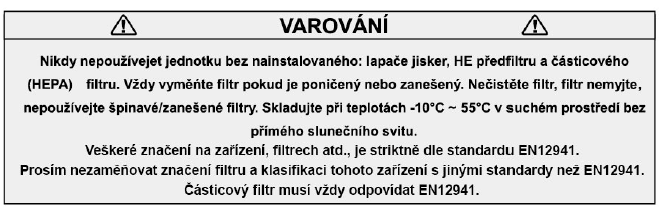 VAROVÁNÍ
Nikdy nepoužívejet jednotku bez nainstalovaného: lapače jisker, HE předfiltru a částicového
(HEPA) filtru. Vždy vyměňte filtr pokud je poničený nebo zanešený. Nečistěte filtr, filtr nemyjte,
nepoužívejte špinavé/zanešené filtry. Skladujte při teplotách -10°C ~ 55°C v suchém prostředí bez
přímého slunečního svitu.
Veškeré značení na zařízení, filtrech atd., je striktně dle standardu EN12941.
Prosím nezaměňovat značení filtru a klasifikaci tohoto zařízení s jinými standardy než EN12941.
Částicový filtr musí vždy odpovídat EN12941.